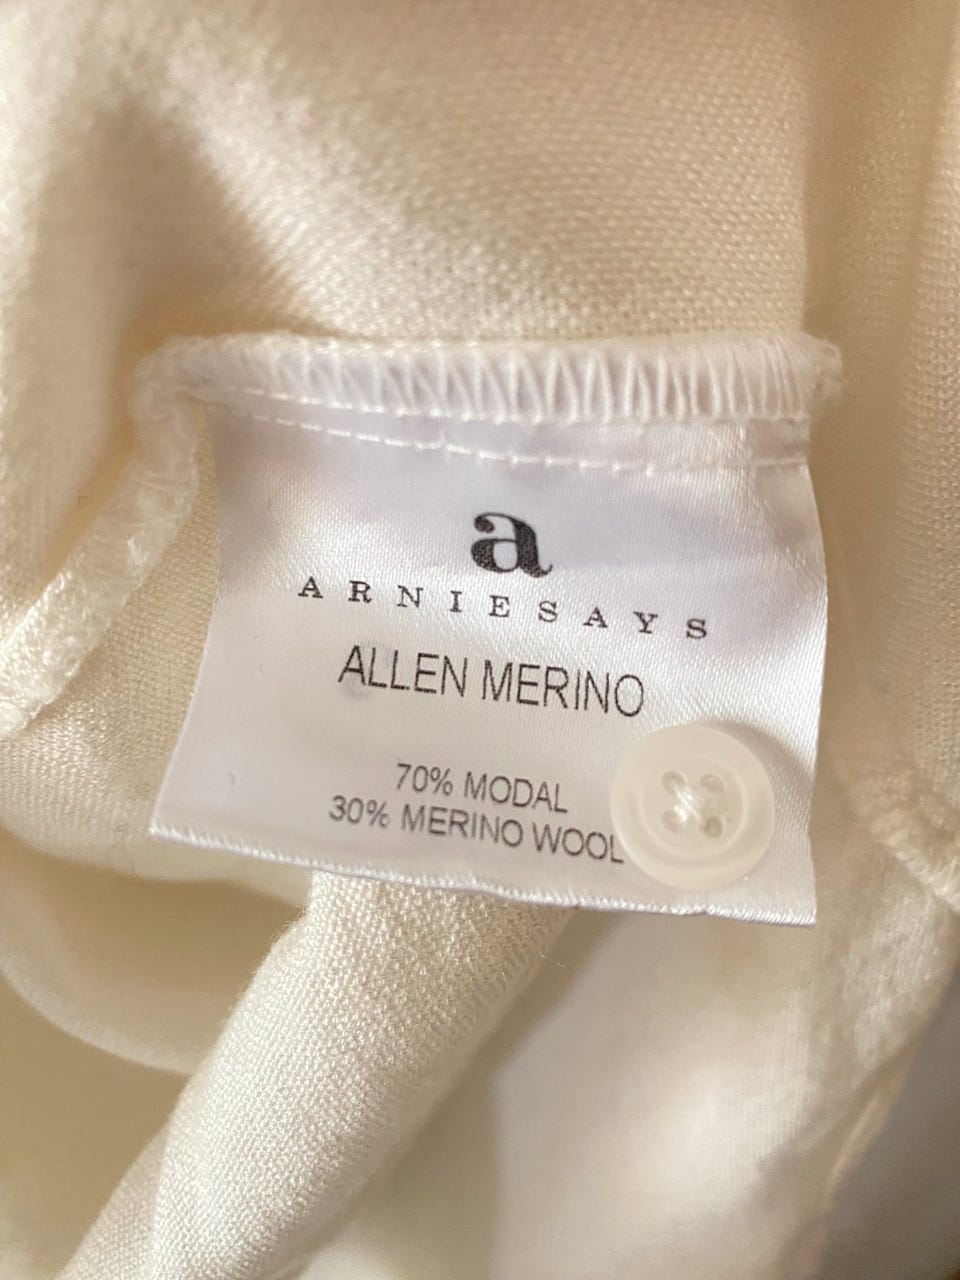 a
ARNIESAYS
ALLEN MERINO
70% MODAL
30% MERINO WOOL